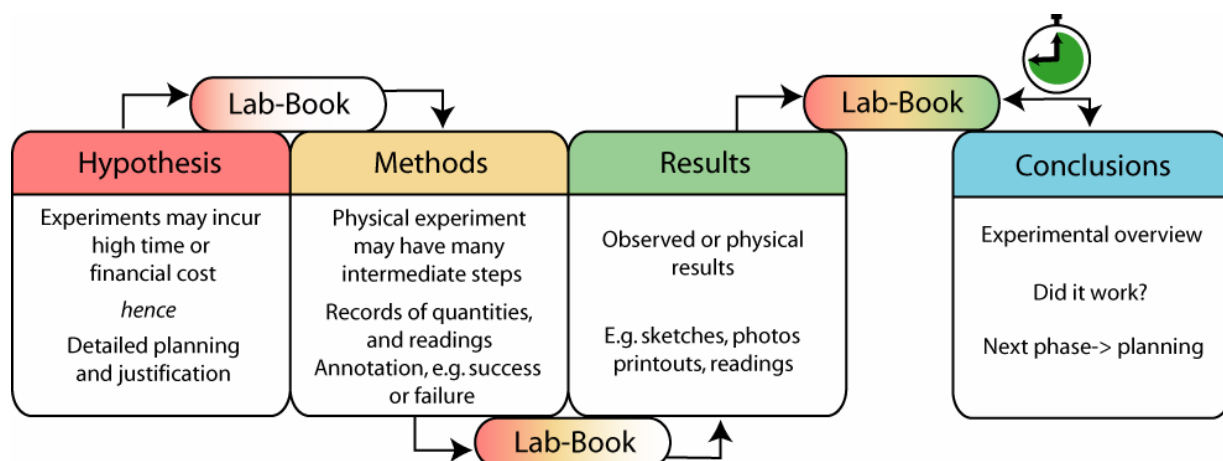 Lab-Book
Lab-Book
Hypothesis
Methods
Results
Conclusions
Experiments may incur
high time or
financial cost
hence
Detailed planning
and justification
Physical experiment
may have many
intermediate steps
Records of quantities,
and readings
Annotation, e.g. success
or failure
Observed or physical
results
E.g. sketches, photos
printouts, readings
Experimental overview
Did it work?
Next phase-> planning
Lab-Book